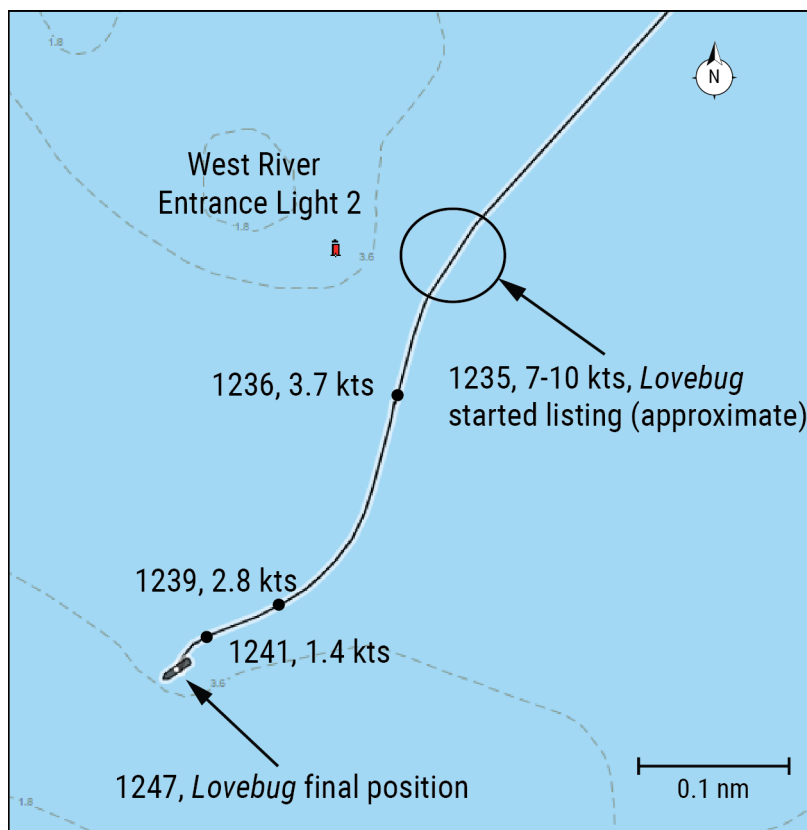 1.8
N
West River
Entrance Light 2
1.8
3.6
1235, 7-10 kts, Lovebug
started listing (approximate)
1236, 3.7 kts
1239, 2.8 kts
1241, 1.4 kts
3.6
1247, Lovebug final position
0.1 nm
1.8